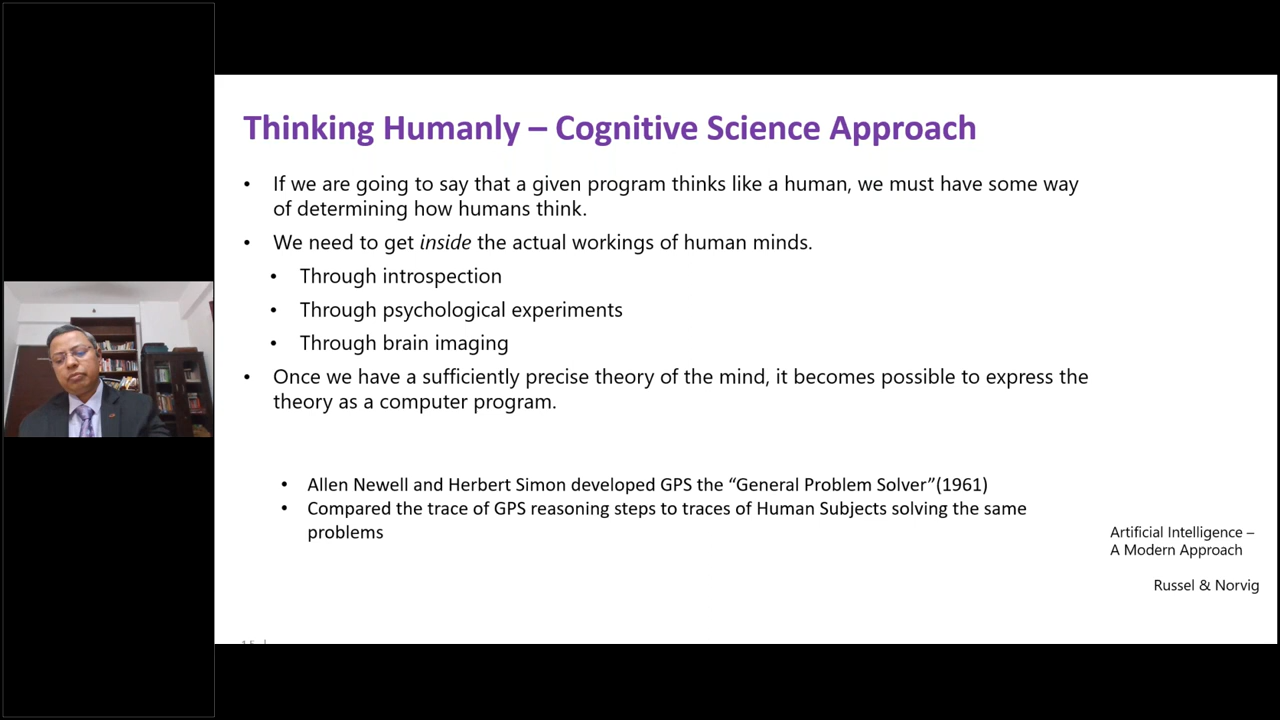 Thinking Humanly – Cognitive Science Approach
• If we are going to say that a given program thinks like a human, we must have some way
of determining how humans think.
• We need to get inside the actual workings of human minds.
• Through introspection
• Through psychological experiments
• Through brain imaging
• Once we have a sufficiently precise theory of the mind, it becomes possible to express the
theory as a computer program.
• Allen Newell and Herbert Simon developed GPS the “General Problem Solver”(1961)
• Compared the trace of GPS reasoning steps to traces of Human Subjects solving the same
problems
Artificial Intelligence –
A Modern Approach
Russel & Norvig